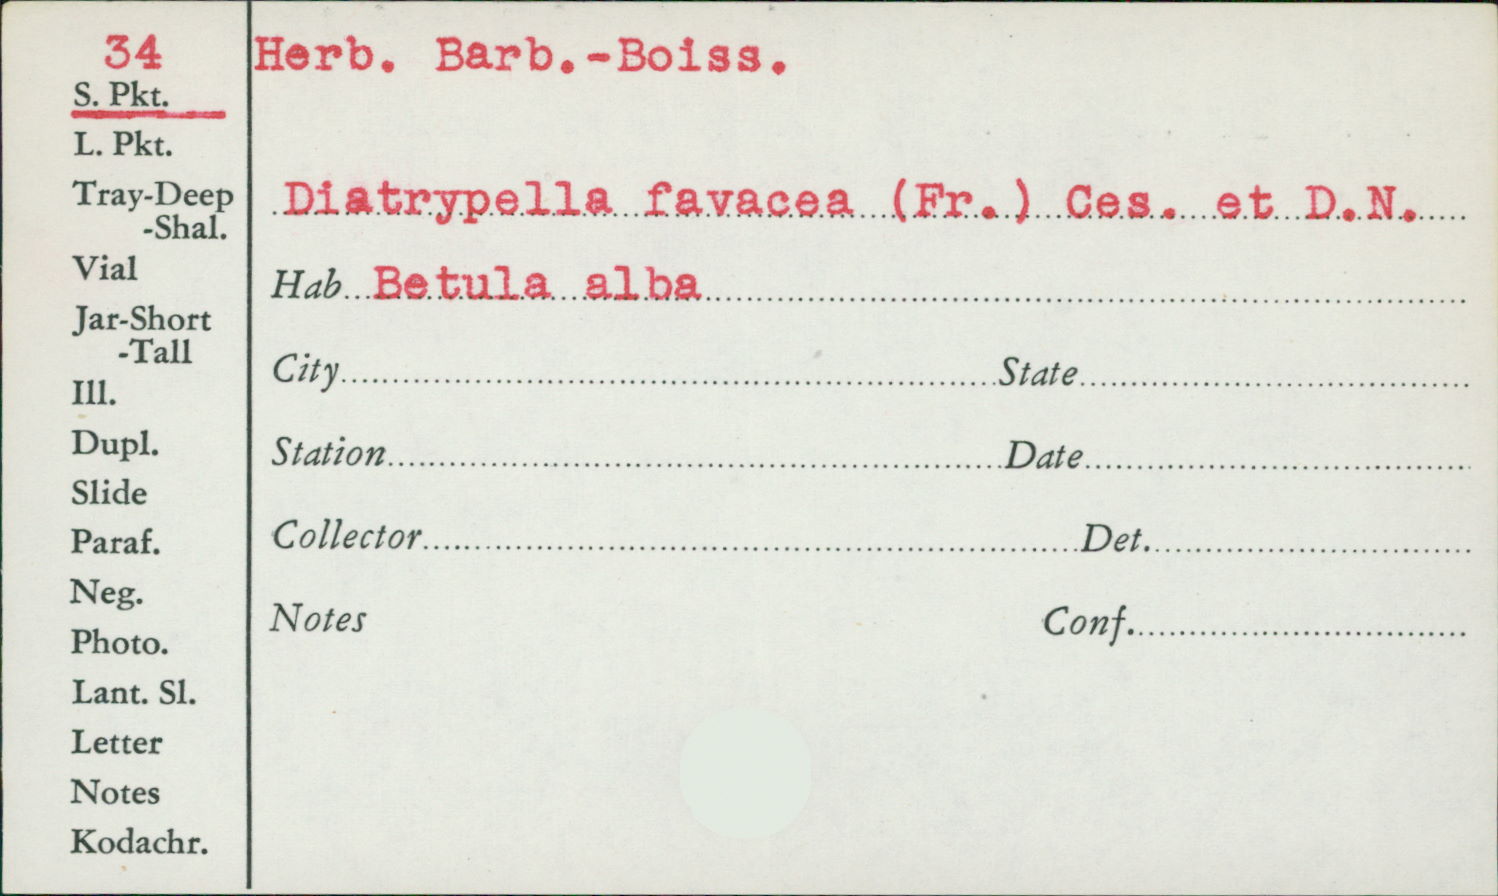 34
S. Pkt.
L. Pkt.
Tray-Deep
-Shal.
Vial
Jar-Short
-Tall
Ill.
Dupl.
Slide
Paraf.
Neg.
Photo.
Lant. Sl.
Letter
Notes
Kodachr.
Herb. Barb.-Boiss.
Diatrypella favacea (Fr.) Ces. et D.N.
Hab Betula alba
City State
Station Date
Collector Det.
Notes Conf.